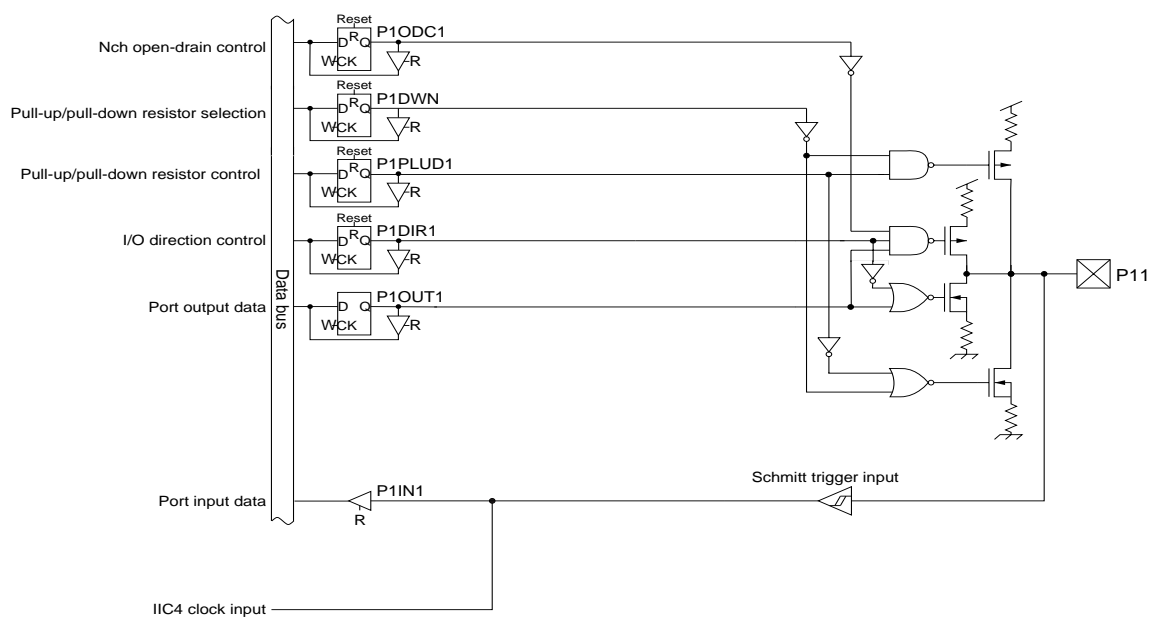 Reset
P1ODC1
Nch open-drain control
D R Q
WCK
R
Reset
P1DWN
Pull-up/pull-down resistor selection
D R Q
WCK
R
Reset
P1PLUD1
Pull-up/pull-down resistor control
D R Q
WCK
R
Reset
P1DIR1
I/O direction control
D R Q
WCK
R
Data bus
P11
P1OUT1
Port output data
D Q
WCK
R
Schmitt trigger input
Port input data
P1IN1
R
IIC4 clock input